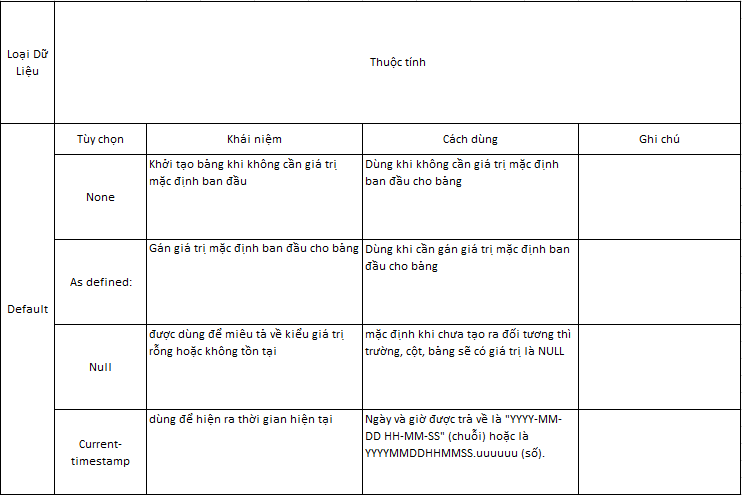 Loại Dữ
Liệu
Thuộc tính
Default
Tùy chọn
Khái niệm
Cách dùng
Ghi chú
None
Khởi tạo bảng khi không cần giá trị
mặc định ban đầu
Dùng khi không cần giá trị mặc định
ban đầu cho bảng
As defined:
Gán giá trị mặc định ban đầu cho bảng
Dùng khi cần gán giá trị mặc định ban
đầu cho bảng
Null
được dùng để miêu tả về kiểu giá trị
rỗng hoặc không tồn tại
mặc định khi chưa tạo ra đối tương thì
trường, cột, bảng sẽ có giá trị là NULL
Current-
timestamp
dùng để hiện ra thời gian hiện tại
Ngày và giờ được trả về là "YYYY-MM-
DD HH-MM-SS" (chuỗi) hoặc là
YYYYMMDDHHMMSS.uuuuuu (số).